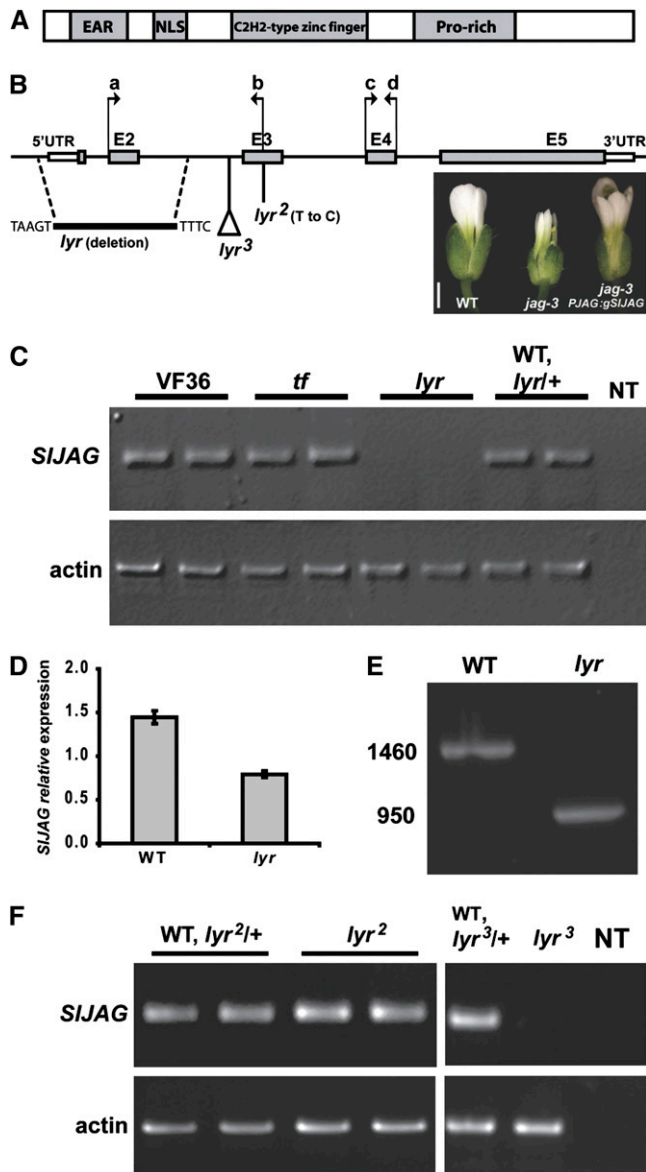 A
EAR NLS C2H2-type zinc finger Pro-rich
B
a b c d
5'UTR E2 E3 E4 E5 3'UTR
TAAGT lyr (deletion) TTTC
lyr³
lyr² (T to C)
WT jag-3 jag-3
PJAG:gSlJAG
C
VF36 tf lyr WT, lyr/+ NT
SlJAG
actin
D
SlJAG relative expression
2.0
1.5
1.0
0.5
0.0
WT lyr
E
WT lyr
1460
950
F
WT, lyr²/+ lyr² WT, lyr³/+ lyr³ NT
SlJAG
actin